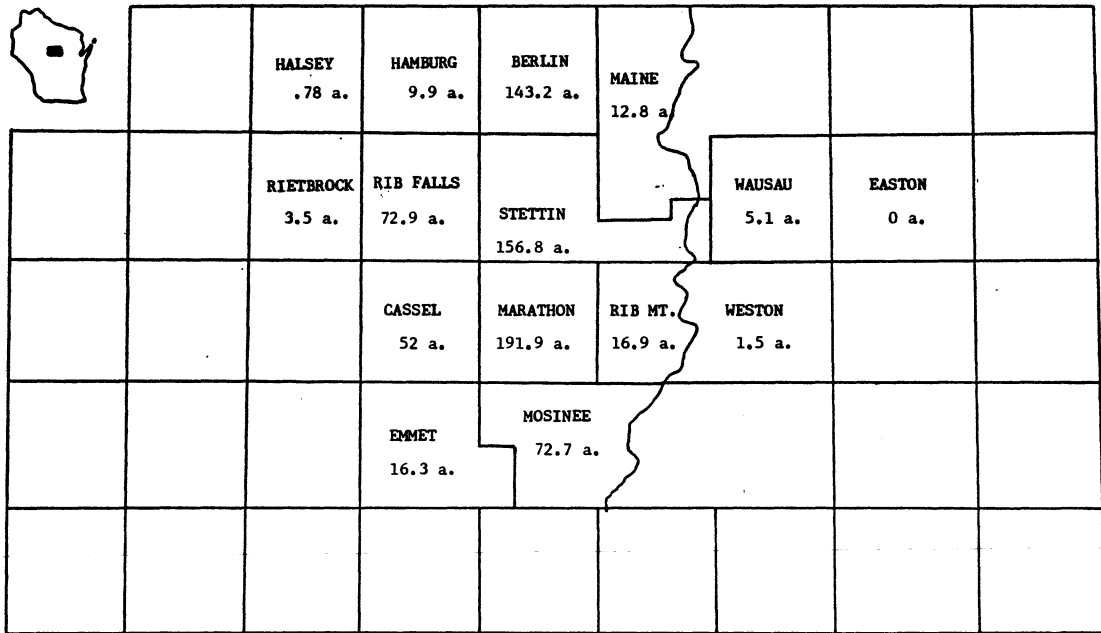 HALSEY
.78 a.
HAMBURG
9.9 a.
BERLIN
143.2 a.
MAINE
12.8 a
RIETBROCK
3.5 a.
RIB FALLS
72.9 a.
STETTIN
156.8 a.
WAUSAU
5.1 a.
EASTON
0 a.
CASSEL
52 a.
MARATHON
191.9 a.
RIB MT.
16.9 a.
WESTON
1.5 a.
EMMET
16.3 a.
MOSINEE
72.7 a.